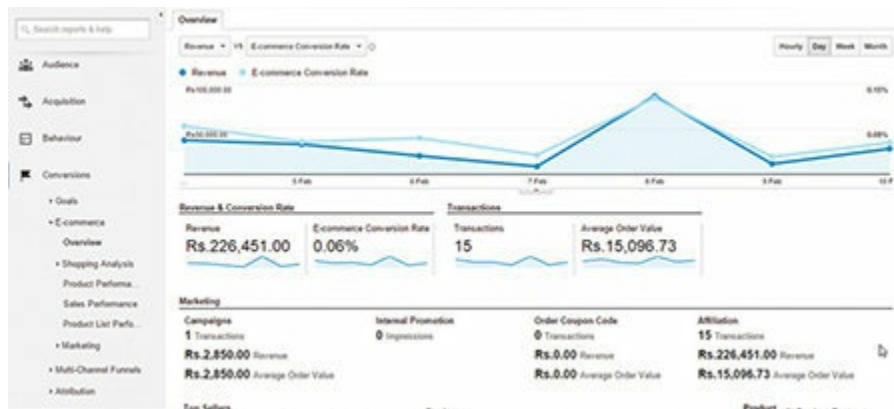 Search reports & help
Audience
Acquisition
Behaviour
Conversions
Goals
E-commerce
Overview
Shopping Analysis
Product Performa...
Sales Performance
Product List Perfo...
Marketing
Multi-Channel Funnels
Attribution
Overview
Revenue VS E-commerce Conversion Rate
Hourly Day Week Month
Revenue E-commerce Conversion Rate
Rs100,000.00 0.15%
Rs50,000.00 0.08%
... 5 Feb 6 Feb 7 Feb 8 Feb 9 Feb 10 F
Revenue & Conversion Rate Transactions
Revenue E-commerce Conversion Rate Transactions Average Order Value
Rs.226,451.00 0.06% 15 Rs.15,096.73
Marketing
Campaigns Internal Promotion Order Coupon Code Affiliation
1 Transactions 0 Impressions 0 Transactions 15 Transactions
Rs.2,850.00 Revenue Rs.0.00 Revenue Rs.226,451.00 Revenue
Rs.2,850.00 Average Order Value Rs.0.00 Average Order Value Rs.15,096.73 Average Order Value
Top Sellers